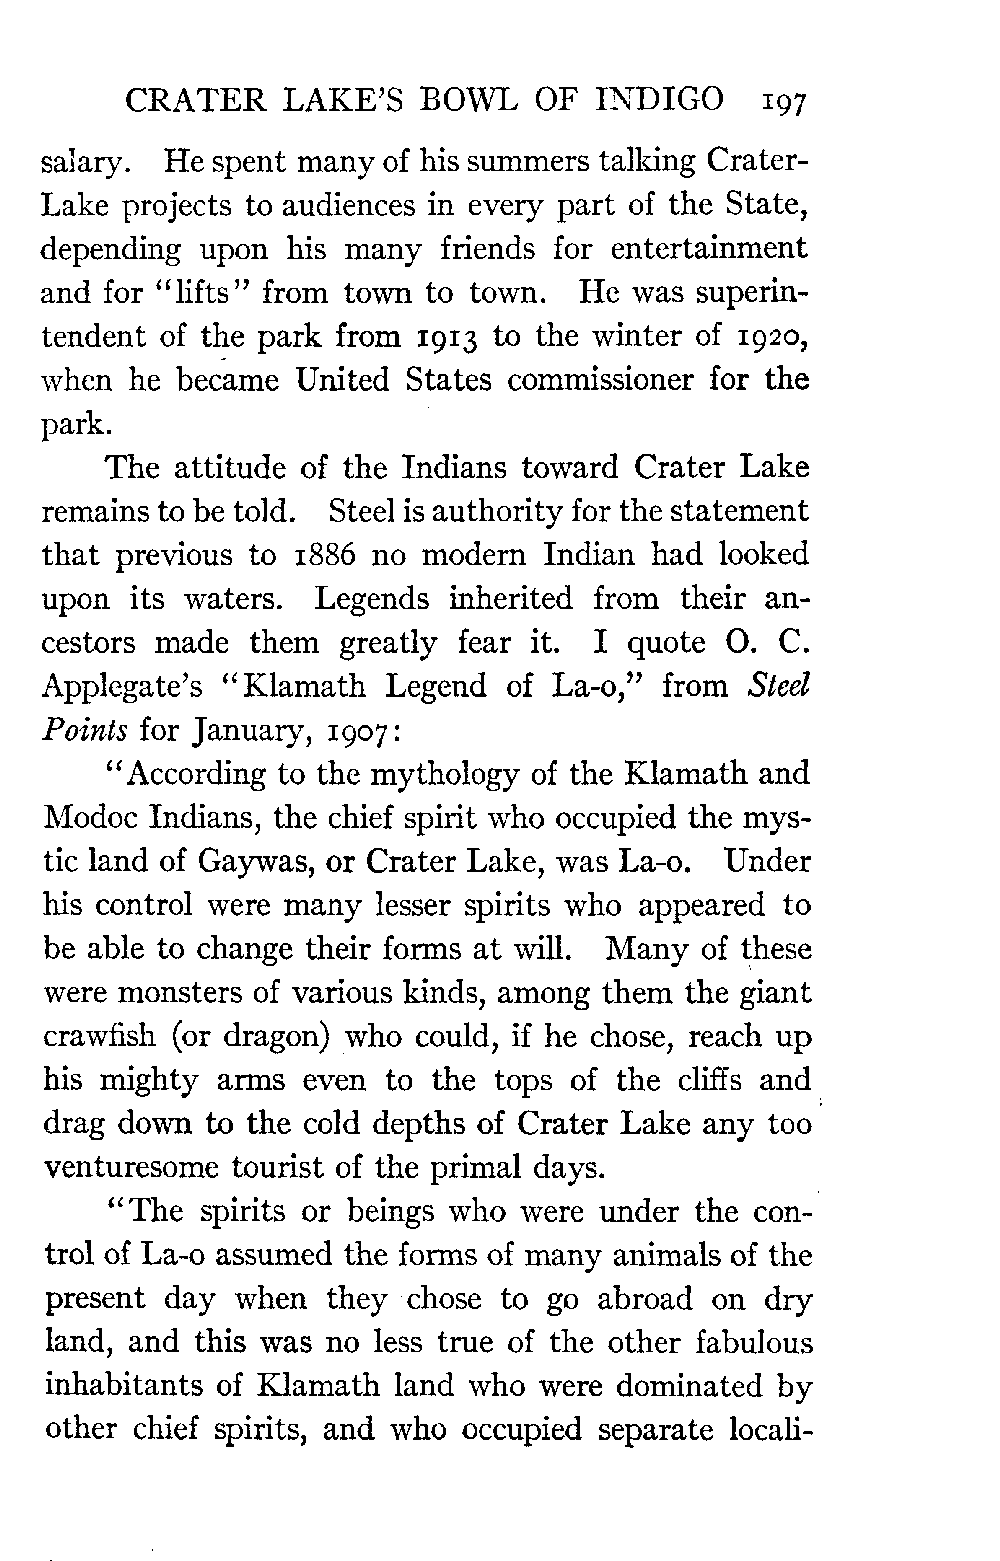 CRATER LAKE'S BOWL OF INDIGO 197
salary. He spent many of his summers talking Crater-
Lake projects to audiences in every part of the State,
depending upon his many friends for entertainment
and for "lifts" from town to town. He was superin-
tendent of the park from 1913 to the winter of 1920,
when he became United States commissioner for the
park.
The attitude of the Indians toward Crater Lake
remains to be told. Steel is authority for the statement
that previous to 1886 no modern Indian had looked
upon its waters. Legends inherited from their an-
cestors made them greatly fear it. I quote O. C.
Applegate's "Klamath Legend of La-o," from Steel
Points for January, 1907:
"According to the mythology of the Klamath and
Modoc Indians, the chief spirit who occupied the mys-
tic land of Gaywas, or Crater Lake, was La-o. Under
his control were many lesser spirits who appeared to
be able to change their forms at will. Many of these
were monsters of various kinds, among them the giant
crawfish (or dragon) who could, if he chose, reach up
his mighty arms even to the tops of the cliffs and
drag down to the cold depths of Crater Lake any too
venturesome tourist of the primal days.
"The spirits or beings who were under the con-
trol of La-o assumed the forms of many animals of the
present day when they chose to go abroad on dry
land, and this was no less true of the other fabulous
inhabitants of Klamath land who were dominated by
other chief spirits, and who occupied separate locali-